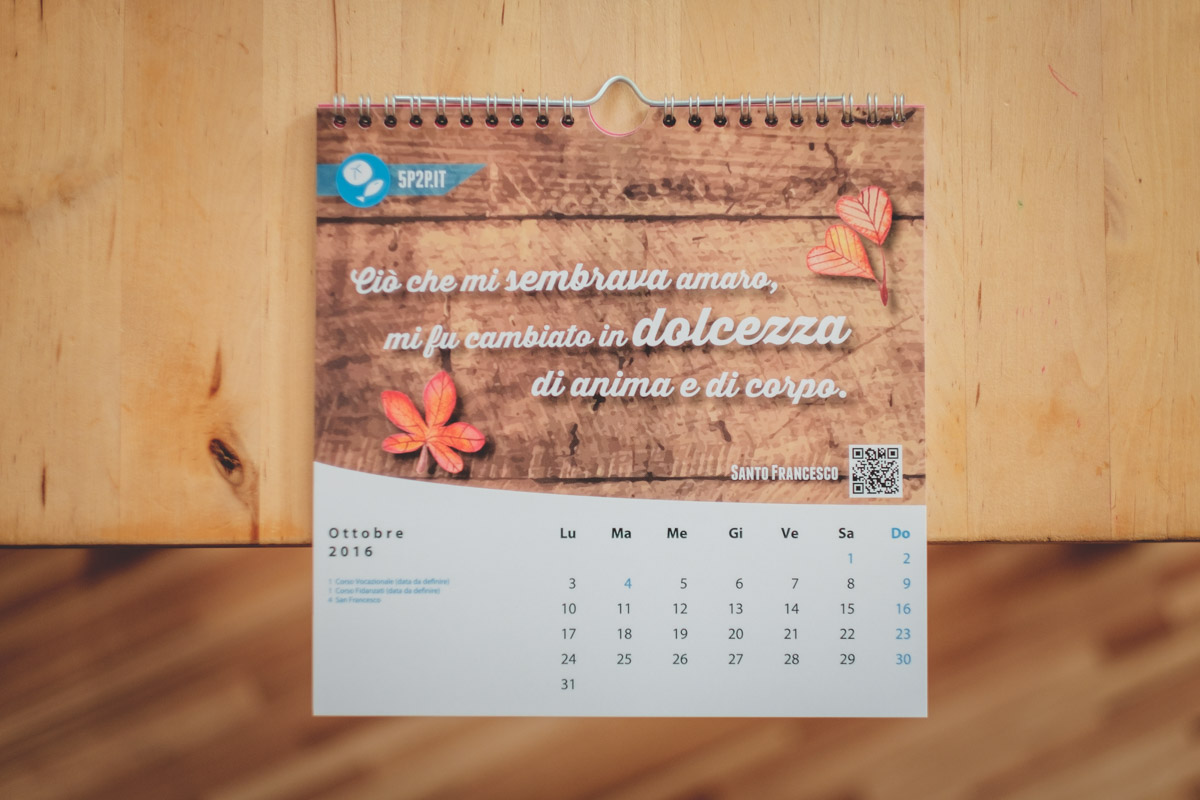 5P2P.IT
Ciò che mi sembrava amaro,
mi fu cambiato in dolcezza
di anima e di corpo.
Santo Francesco
Ottobre
2016
1 Corso Vocazionale (data da definire)
1 Corso Fidanzati (data da definire)
4 San Francesco
Lu Ma Me Gi Ve Sa Do
1 2
3 4 5 6 7 8 9
10 11 12 13 14 15 16
17 18 19 20 21 22 23
24 25 26 27 28 29 30
31